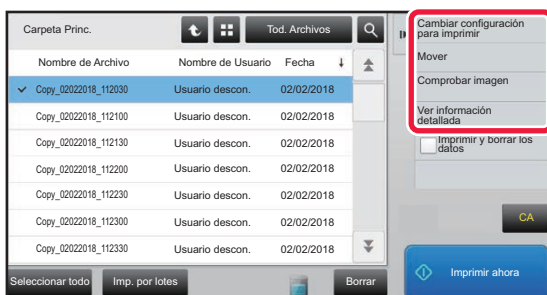 Carpeta Princ.
Tod. Archivos
Nombre de Archivo Nombre de Usuario Fecha
Copy_02022018_112030 Usuario descon. 02/02/2018
Copy_02022018_112100 Usuario descon. 02/02/2018
Copy_02022018_112130 Usuario descon. 02/02/2018
Copy_02022018_112200 Usuario descon. 02/02/2018
Copy_02022018_112230 Usuario descon. 02/02/2018
Copy_02022018_112300 Usuario descon. 02/02/2018
Copy_02022018_112330 Usuario descon. 02/02/2018
Seleccionar todo Imp. por lotes Borrar
Cambiar configuración
para imprimir
Mover
Comprobar imagen
Ver información
detallada
Imprimir y borrar los
datos
CA
Imprimir ahora